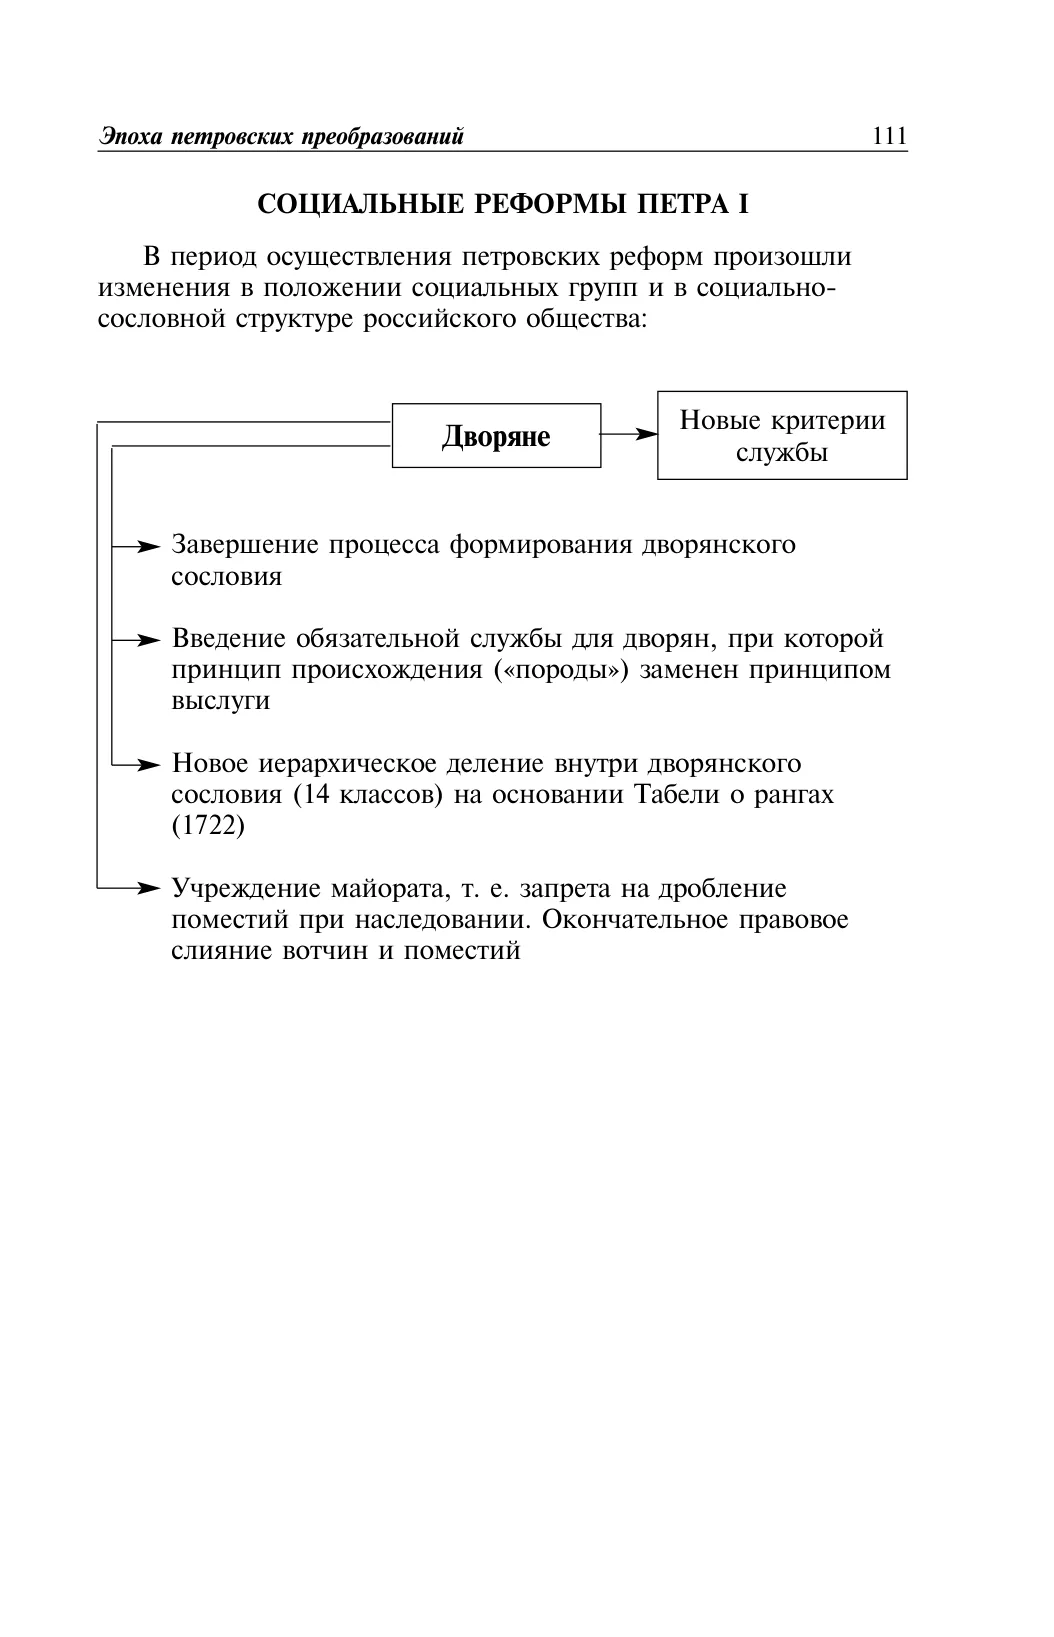 Эпоха петровских преобразований 111
СОЦИАЛЬНЫЕ РЕФОРМЫ ПЕТРА I
В период осуществления петровских реформ произошли
изменения в положении социальных групп и в социально-
сословной структуре российского общества:
Дворяне
Новые критерии
службы
Завершение процесса формирования дворянского
сословия
Введение обязательной службы для дворян, при которой
принцип происхождения («породы») заменен принципом
выслуги
Новое иерархическое деление внутри дворянского
сословия (14 классов) на основании Табели о рангах
(1722)
Учреждение майората, т. е. запрета на дробление
поместий при наследовании. Окончательное правовое
слияние вотчин и поместий